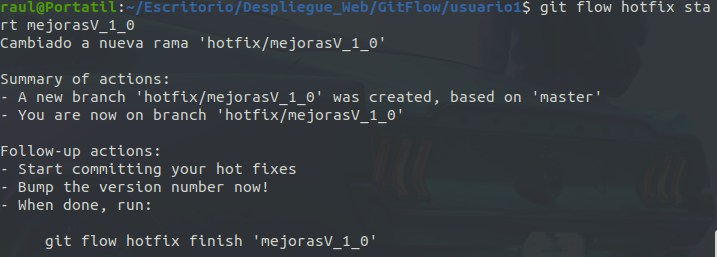 raul@Portatil:~/Escritorio/Despliegue_Web/GitFlow/usuario1$ git flow hotfix sta
rt mejorasV_1_0
Cambiado a nueva rama 'hotfix/mejorasV_1_0'
Summary of actions:
- A new branch 'hotfix/mejorasV_1_0' was created, based on 'master'
- You are now on branch 'hotfix/mejorasV_1_0'
Follow-up actions:
- Start committing your hot fixes
- Bump the version number now!
- When done, run:
git flow hotfix finish 'mejorasV_1_0'